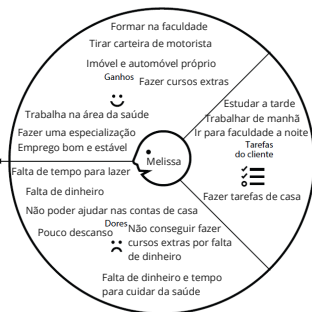 Formar na faculdade
Tirar carteira de motorista
Imóvel e automóvel próprio
Ganhos
Fazer cursos extras
Trabalha na área da saúde
Fazer uma especialização
Emprego bom e estável
Estudar a tarde
Trabalhar de manhã
Ir para faculdade a noite
Tarefas
do cliente
Fazer tarefas de casa
Melissa
Falta de tempo para lazer
Falta de dinheiro
Não poder ajudar nas contas de casa
Dores
Pouco descanso
Não conseguir fazer
cursos extras por falta
de dinheiro
Falta de dinheiro e tempo
para cuidar da saúde